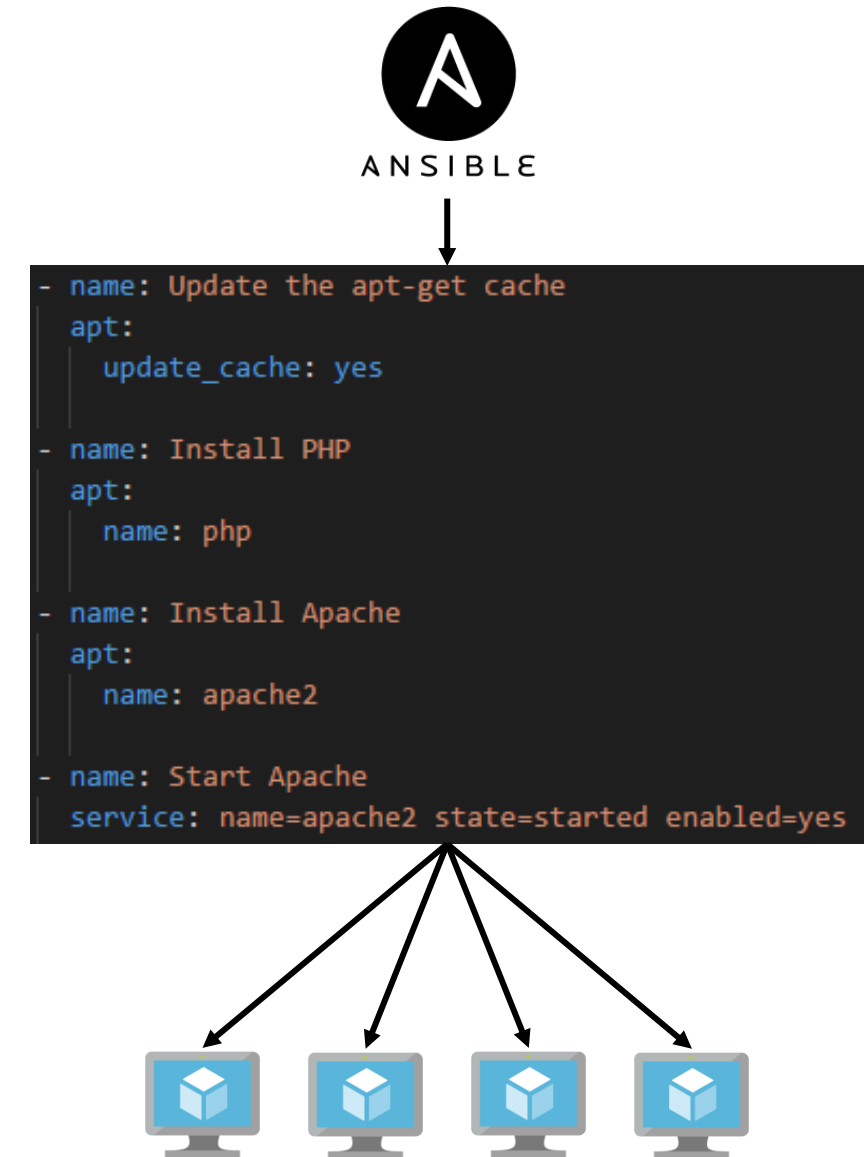 ANSIBLE
- name: Update the apt-get cache
  apt:
    update_cache: yes

- name: Install PHP
  apt:
    name: php

- name: Install Apache
  apt:
    name: apache2

- name: Start Apache
  service: name=apache2 state=started enabled=yes